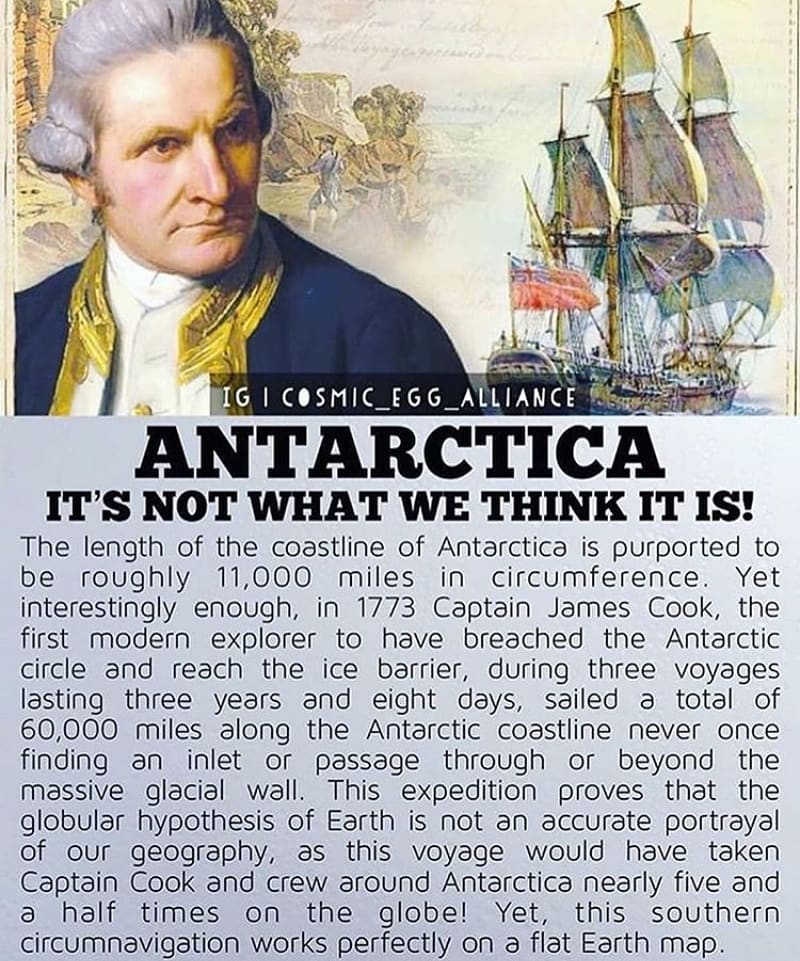 IG | COSMIC_EGG_ALLIANCE
ANTARCTICA
IT'S NOT WHAT WE THINK IT IS!
The length of the coastline of Antarctica is purported to
be roughly 11,000 miles in circumference. Yet
interestingly enough, in 1773 Captain James Cook, the
first modern explorer to have breached the Antarctic
circle and reach the ice barrier, during three voyages
lasting three years and eight days, sailed a total of
60,000 miles along the Antarctic coastline never once
finding an inlet or passage through or beyond the
massive glacial wall. This expedition proves that the
globular hypothesis of Earth is not an accurate portrayal
of our geography, as this voyage would have taken
Captain Cook and crew around Antarctica nearly five and
a half times on the globe! Yet, this southern
circumnavigation works perfectly on a flat Earth map.